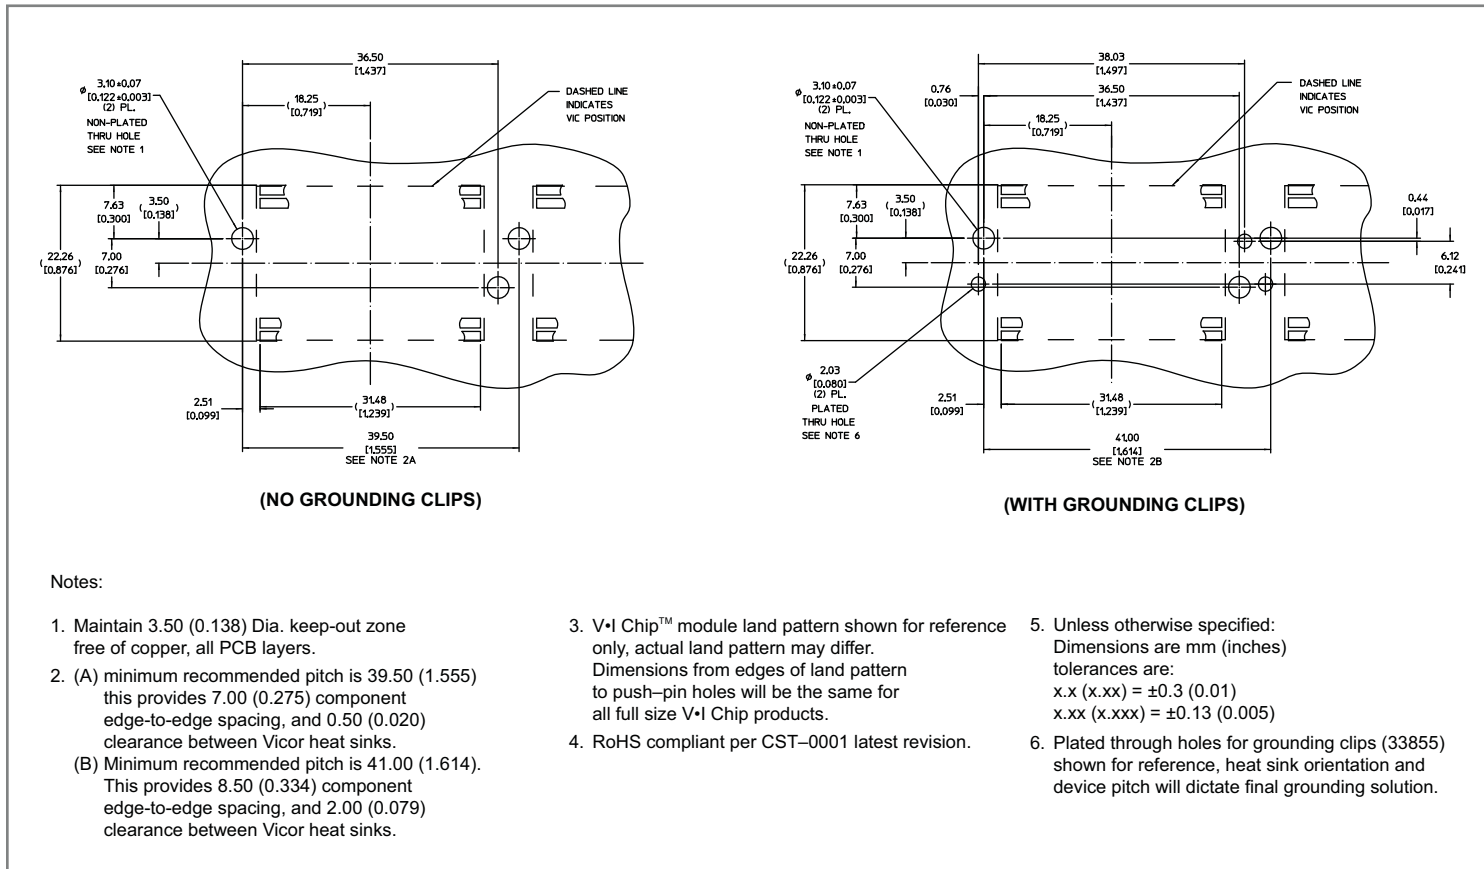 36.50
[1.437]
3.10±0.07
ø [0.122±0.003]
(2) PL.
NON-PLATED
THRU HOLE
SEE NOTE 1
( 18.25 )
[0.719]
DASHED LINE
INDICATES
VIC POSITION
7.63
[0.300]
( 3.50 )
[0.138]
( 22.26 )
[0.876]
7.00
[0.276]
2.51
[0.099]
( 31.48 )
[1.239]
39.50
[1.555]
SEE NOTE 2A
(NO GROUNDING CLIPS)
38.03
[1.497]
3.10±0.07
ø [0.122±0.003]
(2) PL.
NON-PLATED
THRU HOLE
SEE NOTE 1
0.76
[0.030]
36.50
[1.437]
( 18.25 )
[0.719]
DASHED LINE
INDICATES
VIC POSITION
7.63
[0.300]
( 3.50 )
[0.138]
0.44
[0.017]
( 22.26 )
[0.876]
7.00
[0.276]
6.12
[0.241]
ø 2.03
[0.080]
(2) PL.
PLATED
THRU HOLE
SEE NOTE 6
2.51
[0.099]
( 31.48 )
[1.239]
41.00
[1.614]
SEE NOTE 2B
(WITH GROUNDING CLIPS)
Notes:
1. Maintain 3.50 (0.138) Dia. keep-out zone
free of copper, all PCB layers.
2. (A) minimum recommended pitch is 39.50 (1.555)
this provides 7.00 (0.275) component
edge-to-edge spacing, and 0.50 (0.020)
clearance between Vicor heat sinks.
(B) Minimum recommended pitch is 41.00 (1.614).
This provides 8.50 (0.334) component
edge-to-edge spacing, and 2.00 (0.079)
clearance between Vicor heat sinks.
3. V•I Chip™ module land pattern shown for reference
only, actual land pattern may differ.
Dimensions from edges of land pattern
to push–pin holes will be the same for
all full size V•I Chip products.
4. RoHS compliant per CST–0001 latest revision.
5. Unless otherwise specified:
Dimensions are mm (inches)
tolerances are:
x.x (x.xx) = ±0.3 (0.01)
x.xx (x.xxx) = ±0.13 (0.005)
6. Plated through holes for grounding clips (33855)
shown for reference, heat sink orientation and
device pitch will dictate final grounding solution.